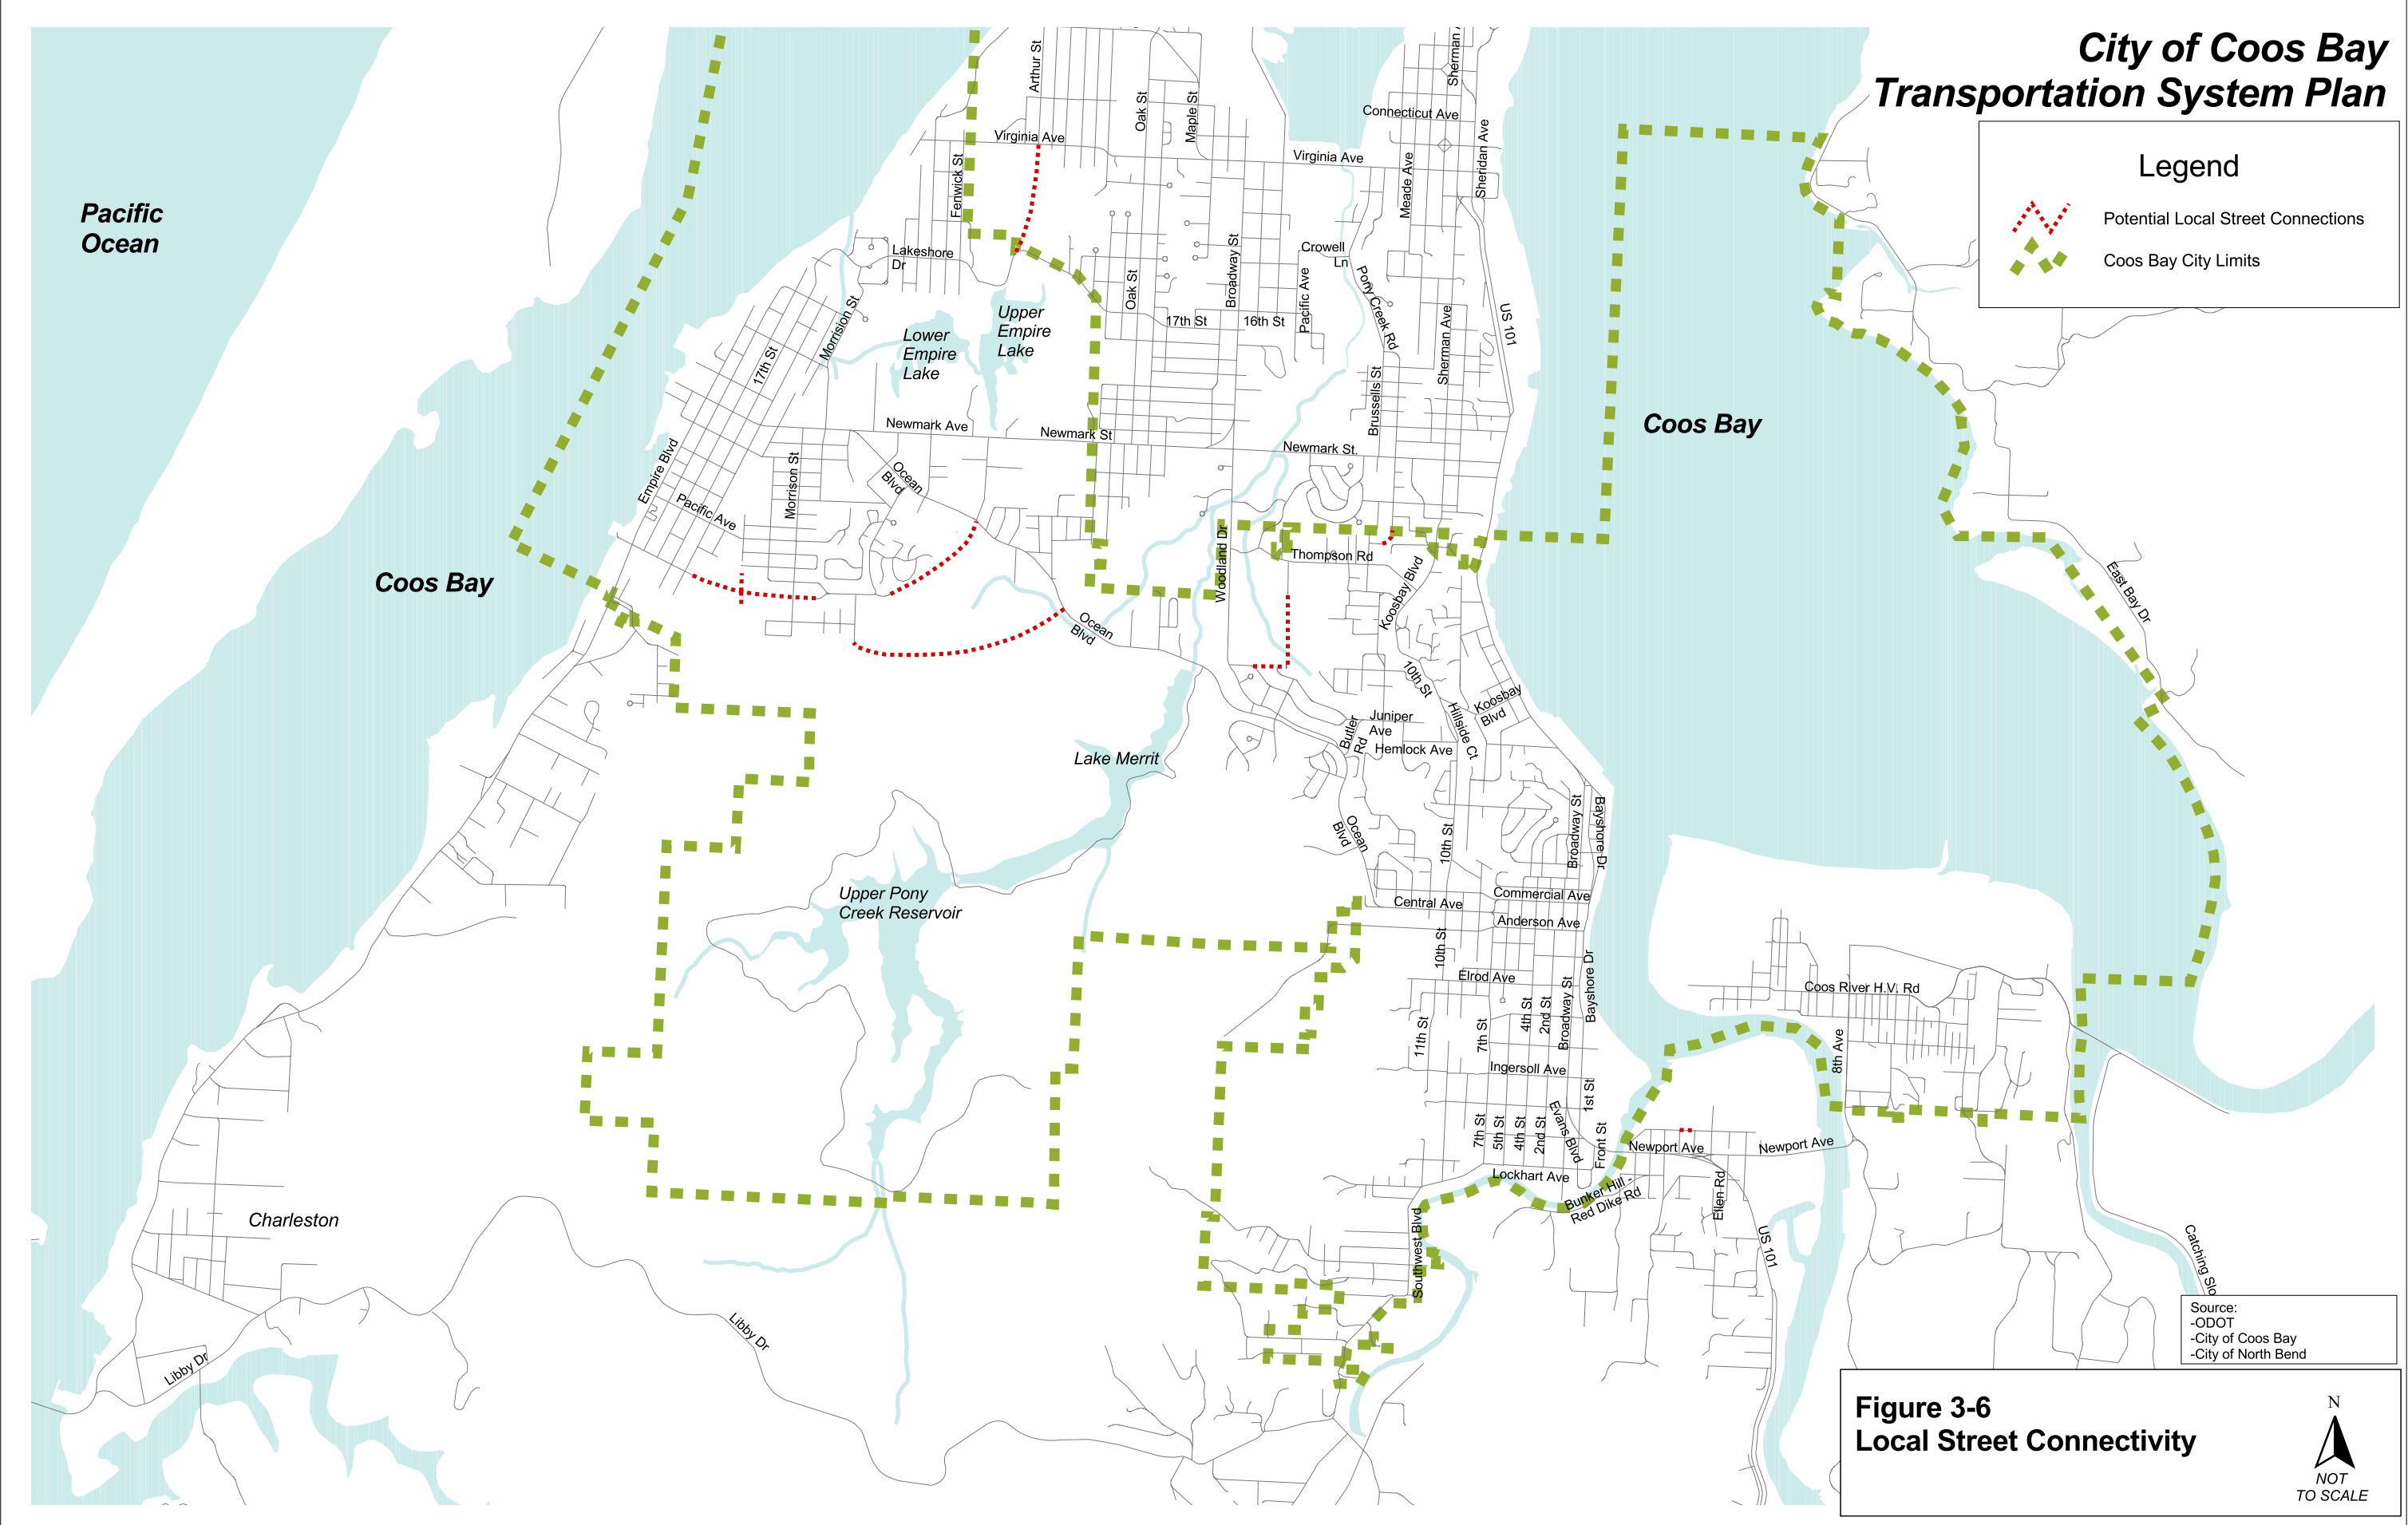 City of Coos Bay
Transportation System Plan
Legend
Potential Local Street Connections
Coos Bay City Limits
Pacific
Ocean
Coos Bay
Coos Bay
Arthur St
Oak St
Maple St
Sherman
Connecticut Ave
Virginia Ave
Virginia Ave
Sheridan Ave
Meade Ave
Fenwick St
Lakeshore
Dr
Crowell
Ln
Broadway St
Oak St
Pacific Ave
Pony Creek Rd
US 101
Morrision St
17th St
16th St
Sherman Ave
Upper
Empire
Lake
Lower
Empire
Lake
17th St
Brussells St
Newmark Ave
Newmark St
Newmark St.
Empire Blvd
Morrison St
Ocean
Blvd
Pacific Ave
Woodland Dr
Thompson Rd
Koosbay Blvd
East Bay Dr
Ocean
Blvd
10th St
Koosbay
Blvd
Hillside Ct
Juniper
Ave
Butler
Rd
Hemlock Ave
Lake Merrit
Ocean
Blvd
10th St
Broadway St
Bayshore Dr
Upper Pony
Creek Reservoir
Commercial Ave
Central Ave
Anderson Ave
10th St
Elrod Ave
Bayshore Dr
Broadway St
4th St
2nd St
7th St
11th St
Coos River H.V. Rd
8th Ave
Ingersoll Ave
1st St
7th St
5th St
4th St
2nd St
Evans Blvd
Front St
Newport Ave
Newport Ave
Lockhart Ave
Bunker Hill -
Red Dike Rd
Ellen Rd
US 101
Southwest Blvd
Catching Slo
Charleston
Libby Dr
Libby Dr
Source:
-ODOT
-City of Coos Bay
-City of North Bend
Figure 3-6
Local Street Connectivity
N
NOT
TO SCALE